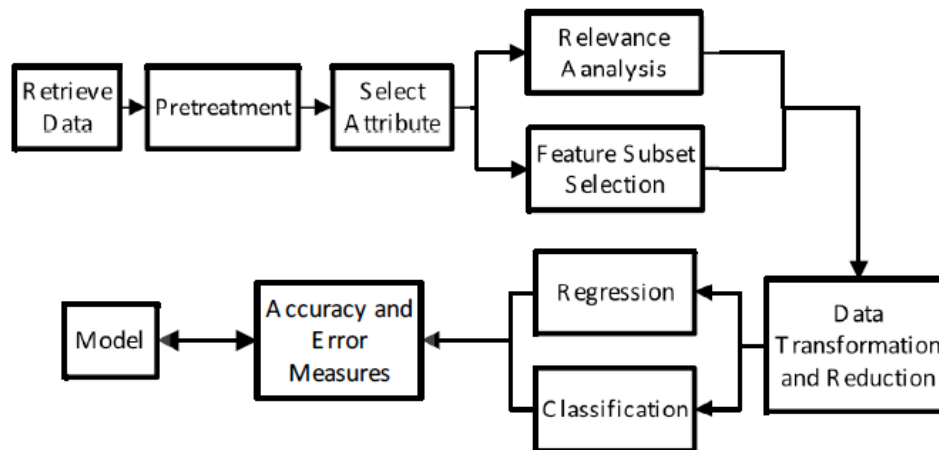 Retrieve
Data
Pretreatment
Select
Attribute
Relevance
Aanalysis
Feature Subset
Selection
Data
Transformation
and Reduction
Regression
Classification
Accuracy and
Error
Measures
Model